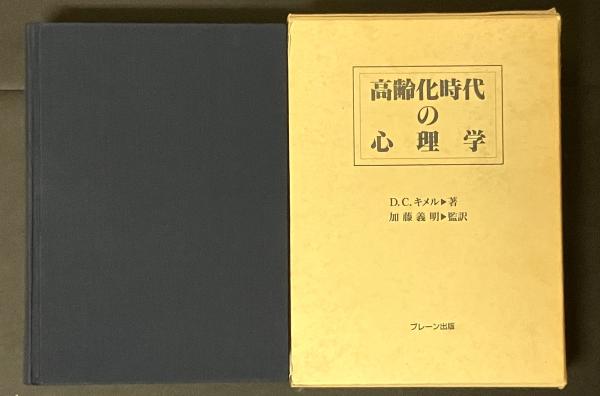 高齢化時代
の
心理学
D.C.キメル▶著
加藤義明▶監訳
ブレーン出版